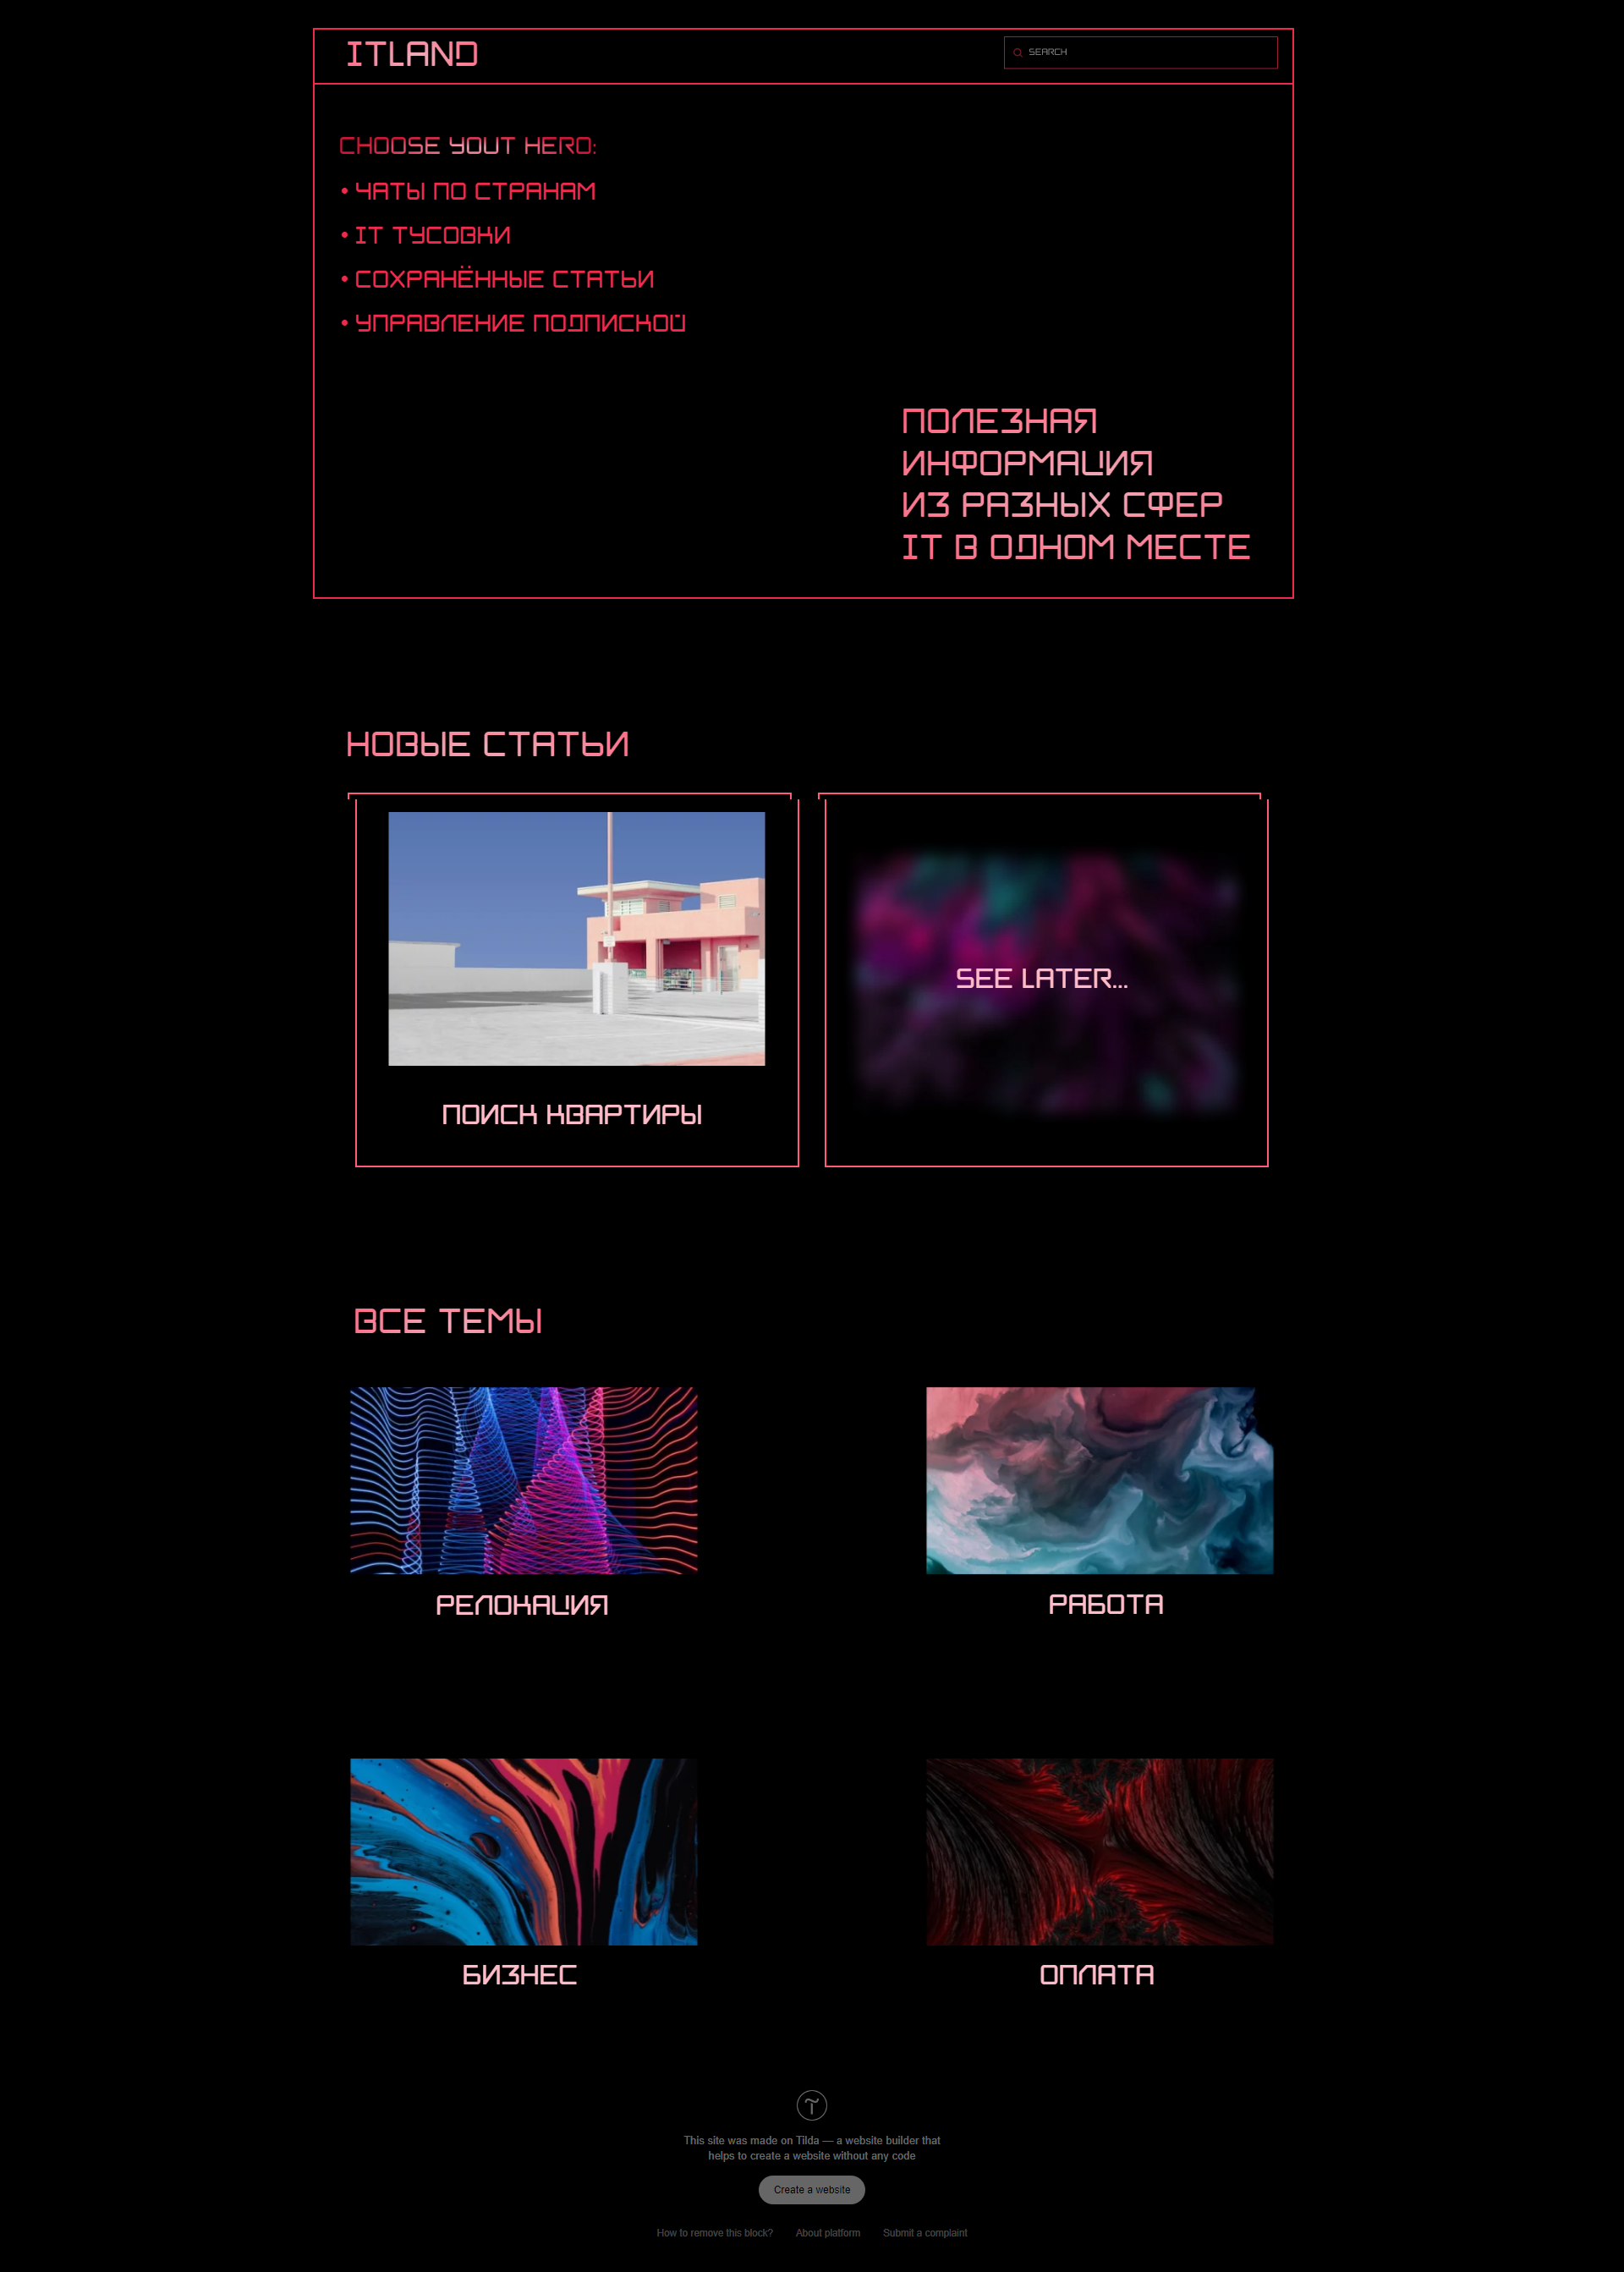 ITLAND
SEARCH
CHOOSE YOUT HERO:
• ЧАТЫ ПО СТРАНАМ
• IT ТУСОВКИ
• СОХРАНЁННЫЕ СТАТЬИ
• УПРАВЛЕНИЕ ПОДПИСКОЙ
ПОЛЕЗНАЯ
ИНФОРМАЦИЯ
ИЗ РАЗНЫХ СФЕР
IT В ОДНОМ МЕСТЕ
НОВЫЕ СТАТЬИ
SEE LATER...
ПОИСК КВАРТИРЫ
ВСЕ ТЕМЫ
РЕЛОКАЦИЯ
РАБОТА
БИЗНЕС
ОПЛАТА
This site was made on Tilda — a website builder that
helps to create a website without any code
Create a website
How to remove this block?
About platform
Submit a complaint